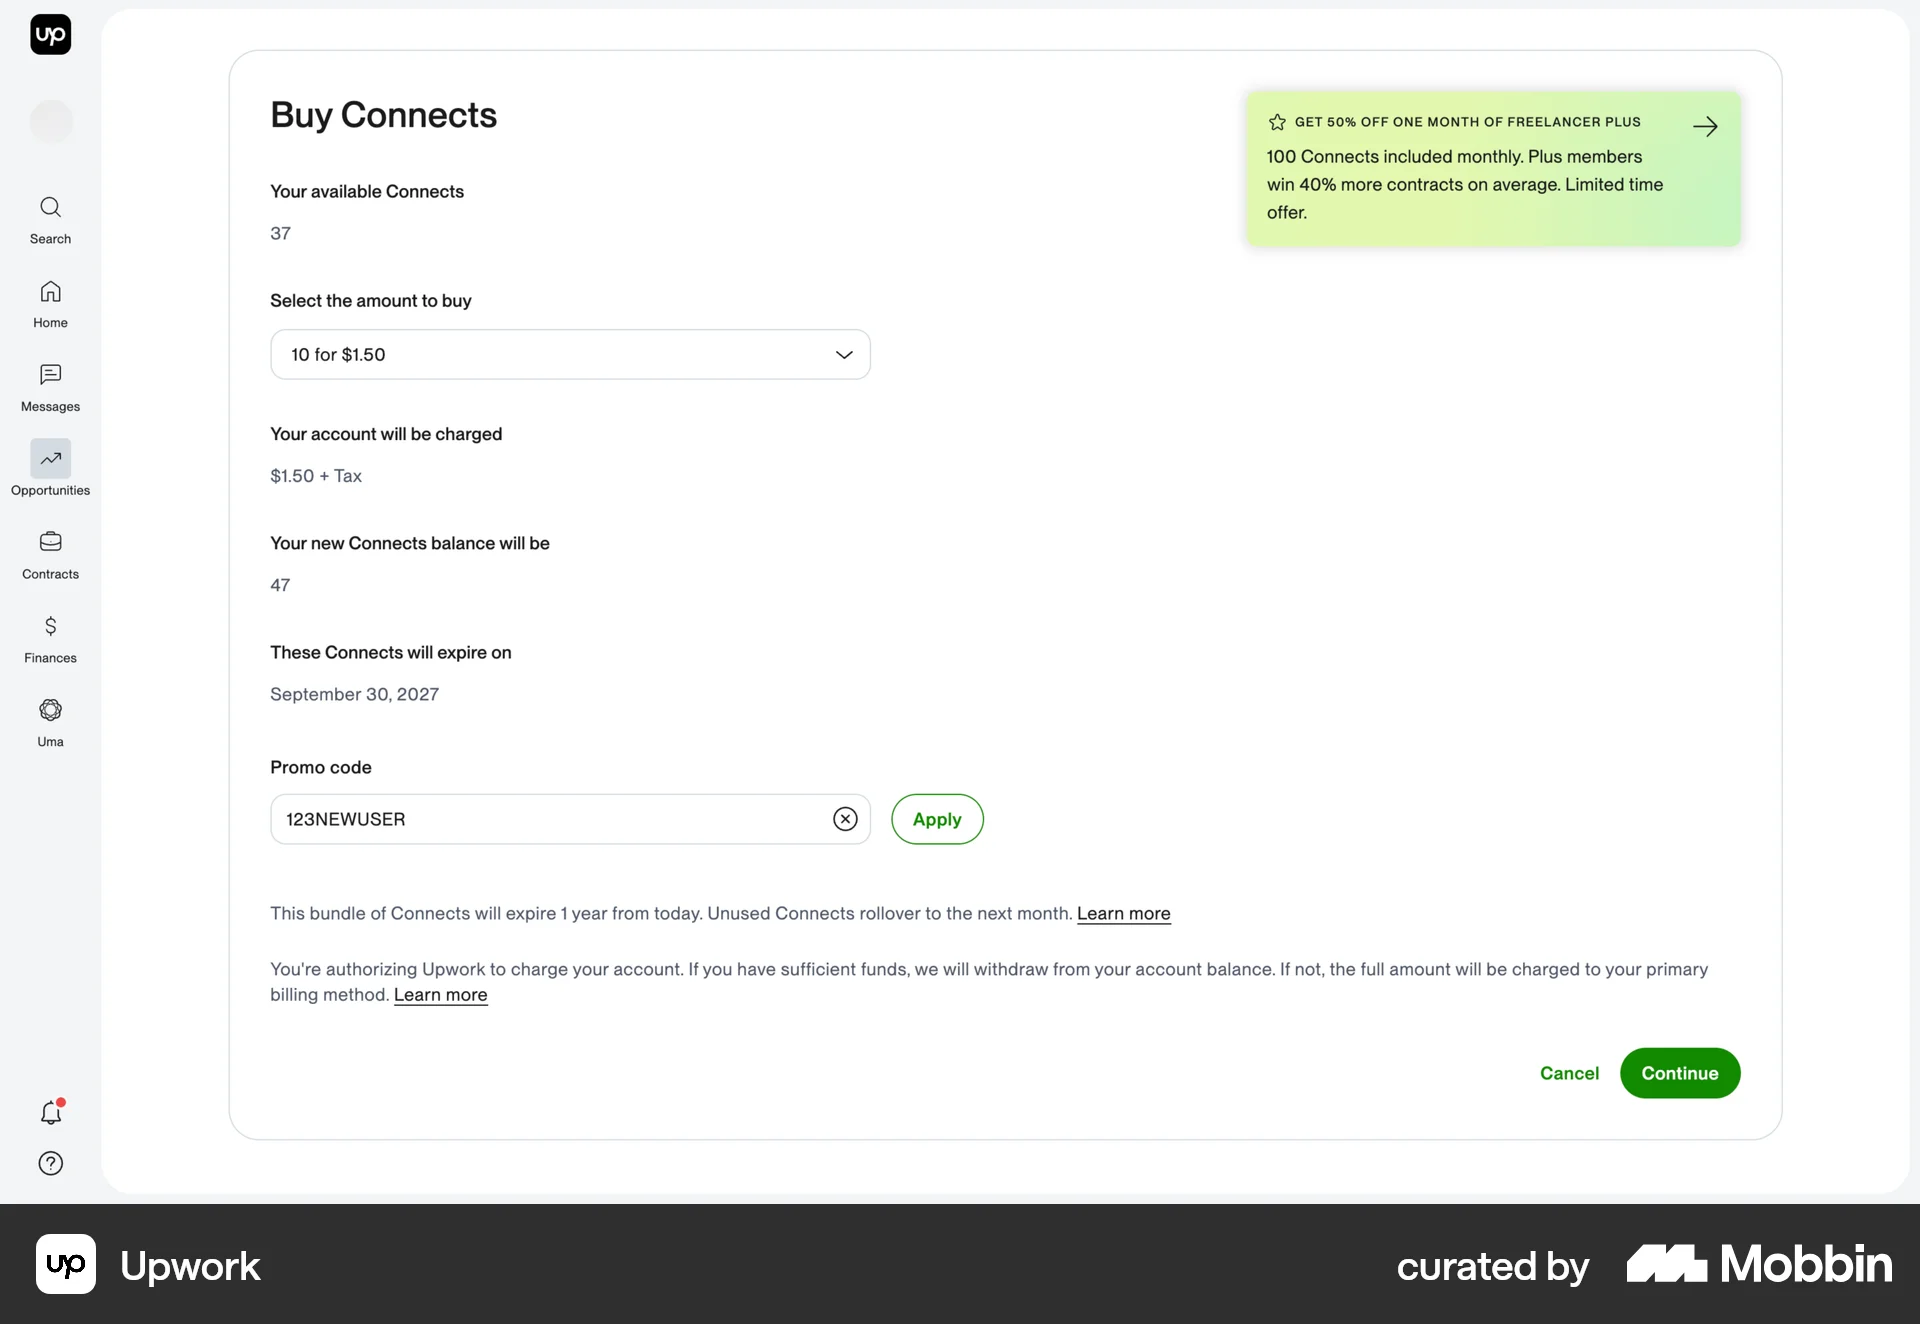 up
Search
Home
Messages
Opportunities
Contracts
Finances
Uma
Buy Connects
GET 50% OFF ONE MONTH OF FREELANCER PLUS
100 Connects included monthly. Plus members
win 40% more contracts on average. Limited time
offer.
Your available Connects
37
Select the amount to buy
10 for $1.50
Your account will be charged
$1.50 + Tax
Your new Connects balance will be
47
These Connects will expire on
September 30, 2027
Promo code
123NEWUSER
Apply
This bundle of Connects will expire 1 year from today. Unused Connects rollover to the next month. Learn more
You're authorizing Upwork to charge your account. If you have sufficient funds, we will withdraw from your account balance. If not, the full amount will be charged to your primary
billing method. Learn more
Cancel
Continue
up
Upwork
curated by
Mobbin